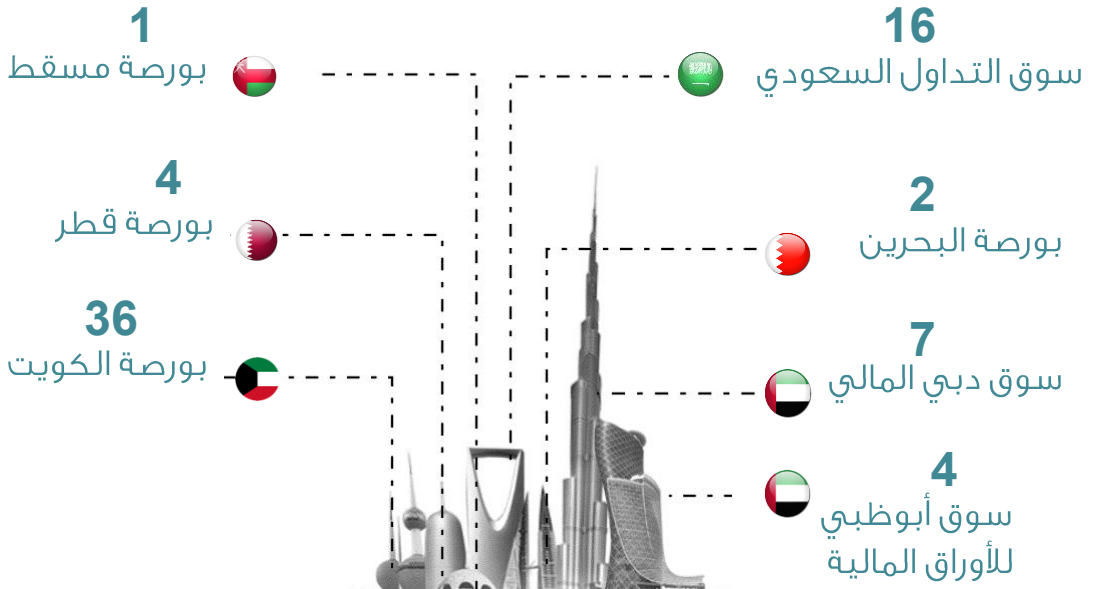 16
سوق التداول السعودي
2
بورصة البحرين
7
سوق دبي المالي
4
سوق أبوظبي
للأوراق المالية
1
بورصة مسقط
4
بورصة قطر
36
بورصة الكويت